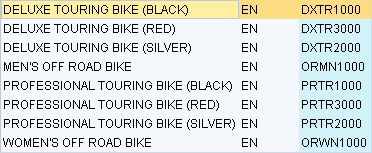 DELUXE TOURING BIKE (BLACK) EN DXTR1000
DELUXE TOURING BIKE (RED) EN DXTR3000
DELUXE TOURING BIKE (SILVER) EN DXTR2000
MEN'S OFF ROAD BIKE EN ORMN1000
PROFESSIONAL TOURING BIKE (BLACK) EN PRTR1000
PROFESSIONAL TOURING BIKE (RED) EN PRTR3000
PROFESSIONAL TOURING BIKE (SILVER) EN PRTR2000
WOMEN'S OFF ROAD BIKE EN ORWN1000